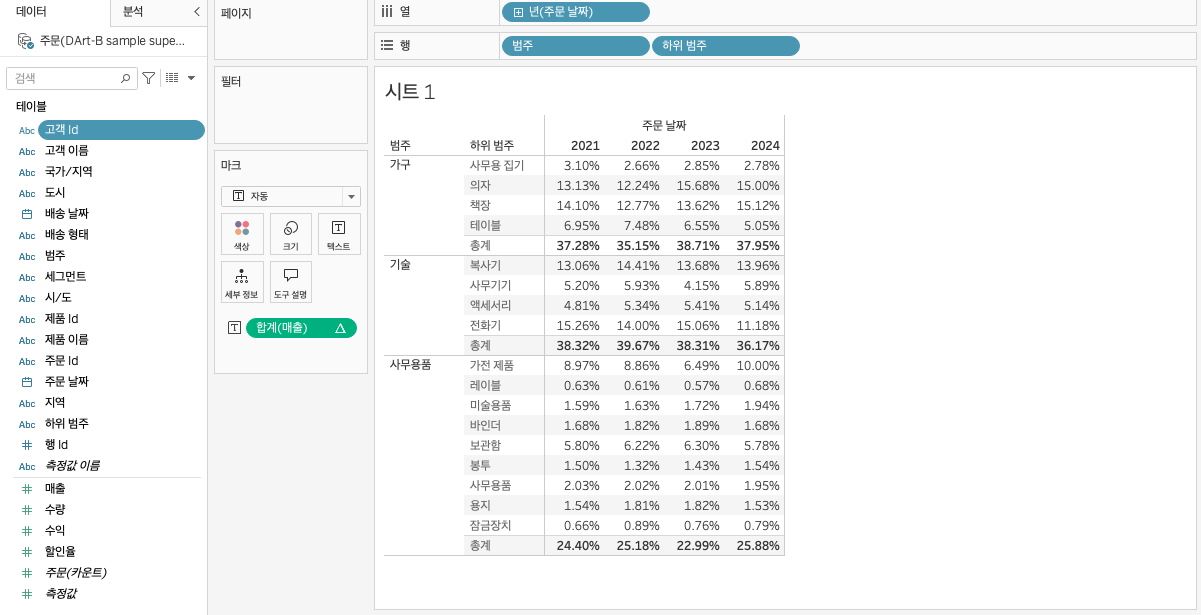 데이터
분석
주문(DArt-B sample supe...
검색
테이블
Abc 고객 Id
Abc 고객 이름
Abc 국가/지역
Abc 도시
배송 날짜
Abc 배송 형태
Abc 범주
Abc 세그먼트
Abc 시/도
Abc 제품 Id
Abc 제품 이름
Abc 주문 Id
주문 날짜
Abc 지역
Abc 하위 범주
행 Id
Abc 측정값 이름
매출
수량
수익
할인율
주문(카운트)
측정값
페이지
필터
마크
자동
색상 크기 텍스트
세부 정보 도구 설명
합계(매출)
열 년(주문 날짜)
행 범주 하위 범주
시트 1
주문 날짜
범주 하위 범주 2021 2022 2023 2024
가구 사무용 집기 3.10% 2.66% 2.85% 2.78%
의자 13.13% 12.24% 15.68% 15.00%
책장 14.10% 12.77% 13.62% 15.12%
테이블 6.95% 7.48% 6.55% 5.05%
총계 37.28% 35.15% 38.71% 37.95%
기술 복사기 13.06% 14.41% 13.68% 13.96%
사무기기 5.20% 5.93% 4.15% 5.89%
액세서리 4.81% 5.34% 5.41% 5.14%
전화기 15.26% 14.00% 15.06% 11.18%
총계 38.32% 39.67% 38.31% 36.17%
사무용품 가전 제품 8.97% 8.86% 6.49% 10.00%
레이블 0.63% 0.61% 0.57% 0.68%
미술용품 1.59% 1.63% 1.72% 1.94%
바인더 1.68% 1.82% 1.89% 1.68%
보관함 5.80% 6.22% 6.30% 5.78%
봉투 1.50% 1.32% 1.43% 1.54%
사무용품 2.03% 2.02% 2.01% 1.95%
용지 1.54% 1.81% 1.82% 1.53%
잠금장치 0.66% 0.89% 0.76% 0.79%
총계 24.40% 25.18% 22.99% 25.88%